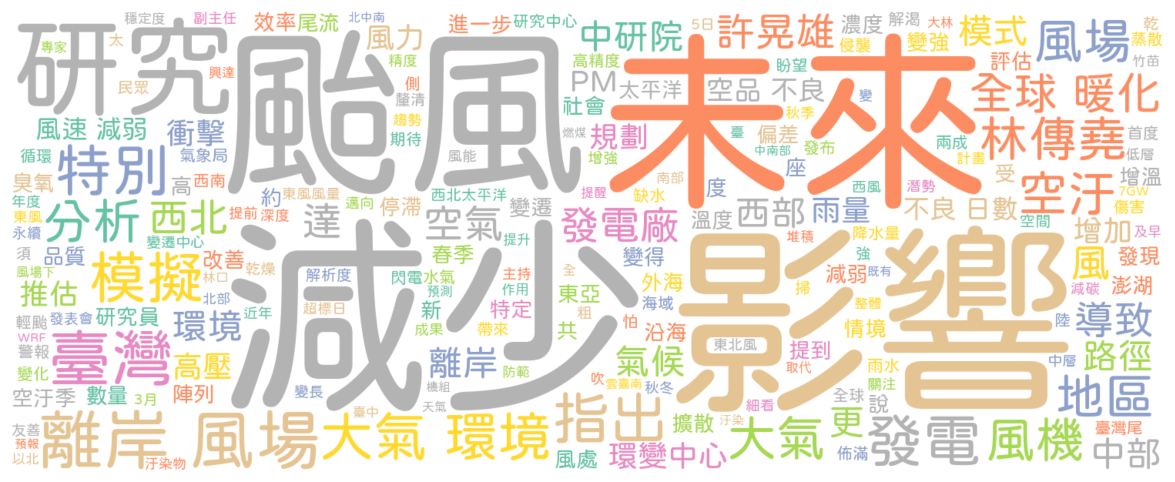 研究 颱風 未來
減少 影響
穩定度 副主任 效率 尾流 北中南 進一步 研究中心 中研院 5日 許晃雄 濃度 解渴 大林 模式 風場 乾
專家 太 風力 精度 高精度 PM 太平洋 盼望 空品 不良 侵襲 變強 評估 蒸散
民眾 興達 側 釐清 社會 秋季 變 全球 暖化 竹苗
風速 減弱 衝擊 趨勢 期待 燃煤 規劃 臺 偏差 發布 兩成 林傳堯 首度
循環 氣象局 特別 風能 增強 中南部 座 計畫 低層
臭氧 高 西南 約 東風風量 邁向 停滯 西北太平洋 提醒 南部 缺水 度 西風 潛勢 受 空汙 增溫 7GW
年度 東風 分析 西北 提前 深度 達 空氣 變遷 發電廠 溫度 西部 雨量 不良 日數 空間 傷害
永續 須 品質 變遷中心 改善 乾燥 解析度 春季 提升 變得 堆積 降水量 強 增加 及早
模擬 風場下 林口 閃電 水氣 主持 全 外海 減弱 既有 風 發現
推估 北部 超標日 預測 新 作用 特定 東亞 粗 海域 掃 減碳 澎湖
輕颱 發表會 研究員 環境 近年 成果 帶來 共 怕 沿海 整體 情境 陸 導致
WRF 警報 臺灣 高壓 離岸 東北風 提到 氣候 雨水 中層 路徑
變化 空汙季 數量 3月 陣列 變長 機組 防範 吹 雲嘉南 秋冬 取代 關注 地區
友善 離岸 風場 臺中 天氣 指出 擴散 細看 汙染 全球 說 更 臺灣尾
預報 以北 汙染物 大氣 環境 風處 環變中心 大氣 佈滿 發電 風機 中部